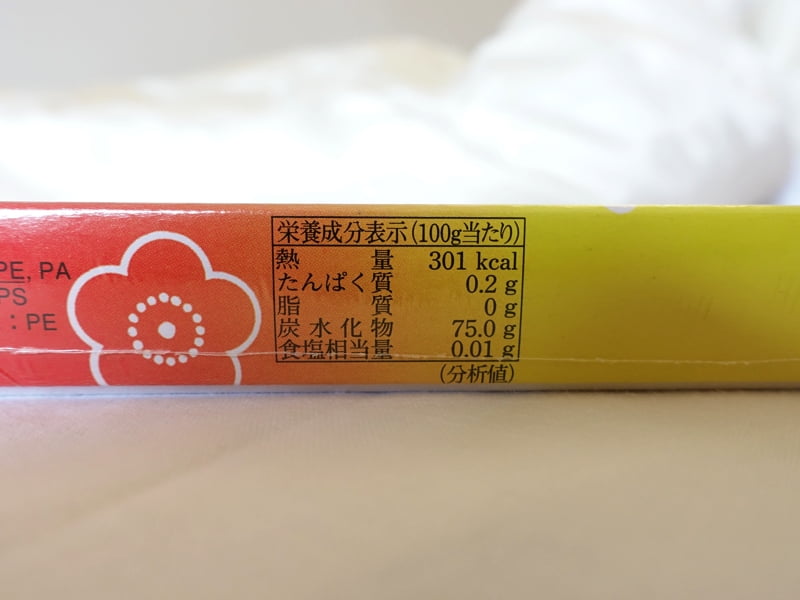 PE, PA
PS
: PE
栄養成分表示(100g当たり)
熱量 301 kcal
たんぱく質 0.2 g
脂質 0 g
炭水化物 75.0 g
食塩相当量 0.01 g
(分析値)